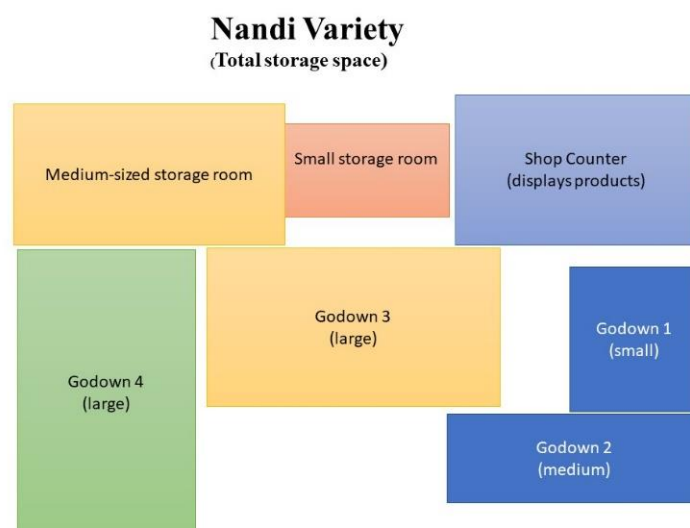 Nandi Variety
(Total storage space)
Medium-sized storage room
Small storage room
Shop Counter
(displays products)
Godown 3
(large)
Godown 1
(small)
Godown 4
(large)
Godown 2
(medium)